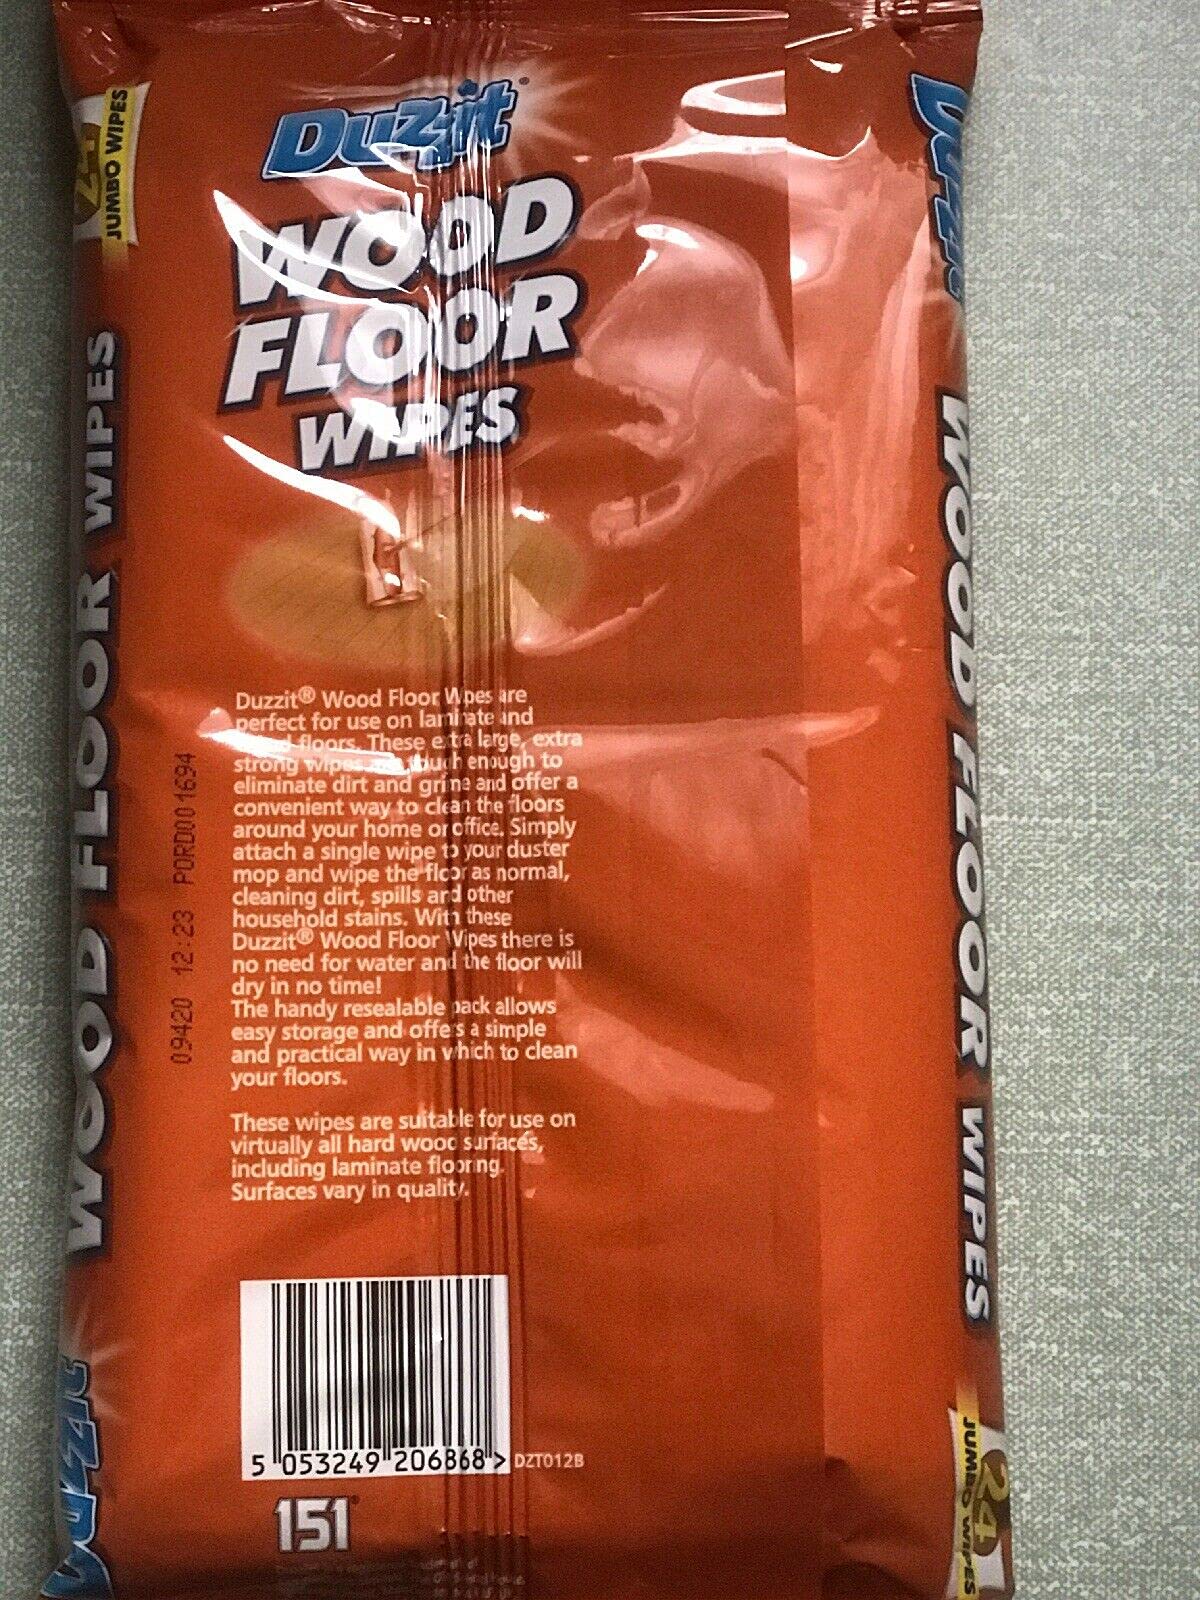 Duzzit®
WOOD
FLOOR
WIPES
Duzzit® Wood Floor Wipes are
perfect for use on laminate and
wood floors. These extra large, extra
strong wipes are tough enough to
eliminate dirt and grime and offer a
convenient way to clean the floors
around your home or office. Simply
attach a single wipe to your duster
mop and wipe the floor as normal,
cleaning dirt, spills and other
household stains. With these
Duzzit® Wood Floor Wipes there is
no need for water and the floor will
dry in no time!
The handy resealable pack allows
easy storage and offers a simple
and practical way in which to clean
your floors.
These wipes are suitable for use on
virtually all hard wood surfaces,
including laminate flooring.
Surfaces vary in quality.
5 053249 206868 > DZT012B
151®
09420 12:23 PORD001694
24
JUMBO WIPES
WOOD FLOOR WIPES
Duzzit
Duzzit
WOOD FLOOR WIPES
24
JUMBO WIPES